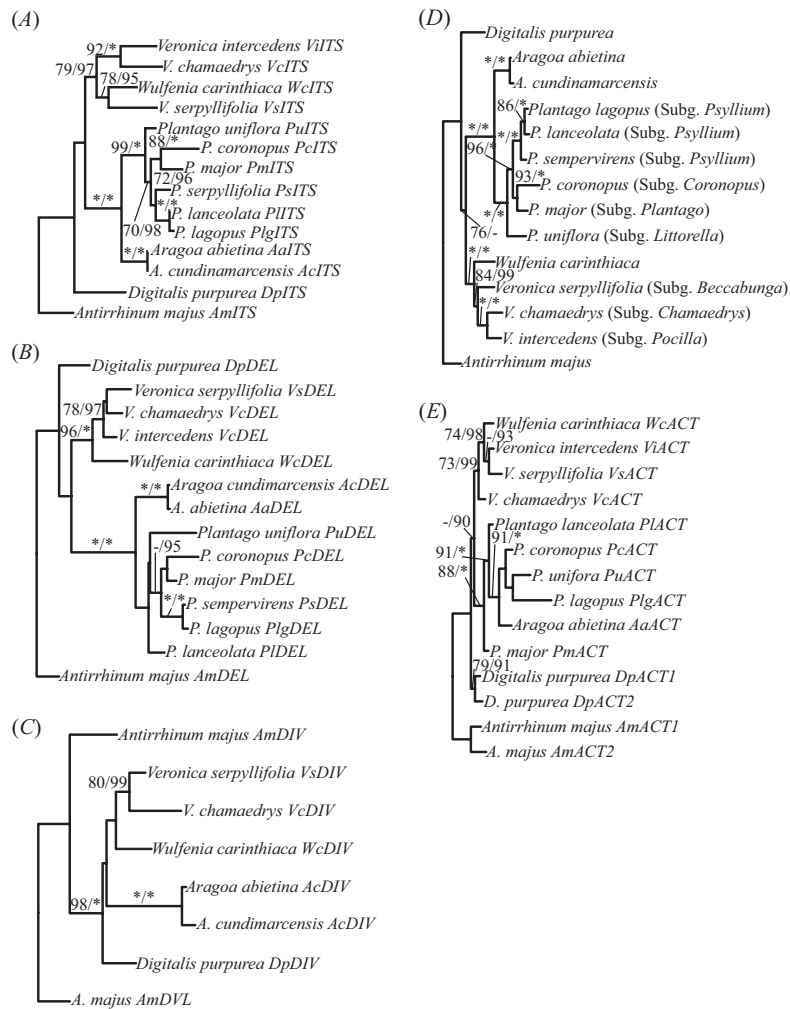 (A)
92/*
Veronica intercedens ViITS
V. chamaedrys VcITS
79/97
78/95
Wulfenia carinthiaca WcITS
V. serpyllifolia VsITS
Plantago uniflora PuITS
99/*
88/*
P. coronopus PcITS
P. major PmITS
72/96
P. serpyllifolia PsITS
*/*
*/*
P. lanceolata PlITS
70/98
P. lagopus PlgITS
*/*
Aragoa abietina AaITS
A. cundinamarcensis AcITS
Digitalis purpurea DpITS
Antirrhinum majus AmITS
(B)
Digitalis purpurea DpDEL
Veronica serpyllifolia VsDEL
78/97
V. chamaedrys VcDEL
96/*
V. intercedens VcDEL
Wulfenia carinthiaca WcDEL
*/*
Aragoa cundimarcensis AcDEL
A. abietina AaDEL
*/*
Plantago uniflora PuDEL
-/95
P. coronopus PcDEL
P. major PmDEL
*/*
P. sempervirens PsDEL
P. lagopus PlgDEL
P. lanceolata PlDEL
Antirrhinum majus AmDEL
(C)
Antirrhinum majus AmDIV
80/99
Veronica serpyllifolia VsDIV
V. chamaedrys VcDIV
Wulfenia carinthiaca WcDIV
98/*
*/*
Aragoa abietina AcDIV
A. cundimarcensis AcDIV
Digitalis purpurea DpDIV
A. majus AmDVL
(D)
Digitalis purpurea
*/*
Aragoa abietina
A. cundinamarcensis
86/*
Plantago lagopus (Subg. Psyllium)
*/*
*/*
P. lanceolata (Subg. Psyllium)
96/*
P. sempervirens (Subg. Psyllium)
93/*
P. coronopus (Subg. Coronopus)
*/*
P. major (Subg. Plantago)
76/-
P. uniflora (Subg. Littorella)
*/*
Wulfenia carinthiaca
84/99
Veronica serpyllifolia (Subg. Beccabunga)
*/*
V. chamaedrys (Subg. Chamaedrys)
V. intercedens (Subg. Pocilla)
Antirrhinum majus
(E)
Wulfenia carinthiaca WcACT
74/98
-/93
Veronica intercedens ViACT
73/99
V. serpyllifolia VsACT
V. chamaedrys VcACT
-/90
Plantago lanceolata PlACT
91/*
91/*
P. coronopus PcACT
88/*
P. unifora PuACT
P. lagopus PlgACT
Aragoa abietina AaACT
P. major PmACT
79/91
Digitalis purpurea DpACT1
D. purpurea DpACT2
Antirrhinum majus AmACT1
A. majus AmACT2